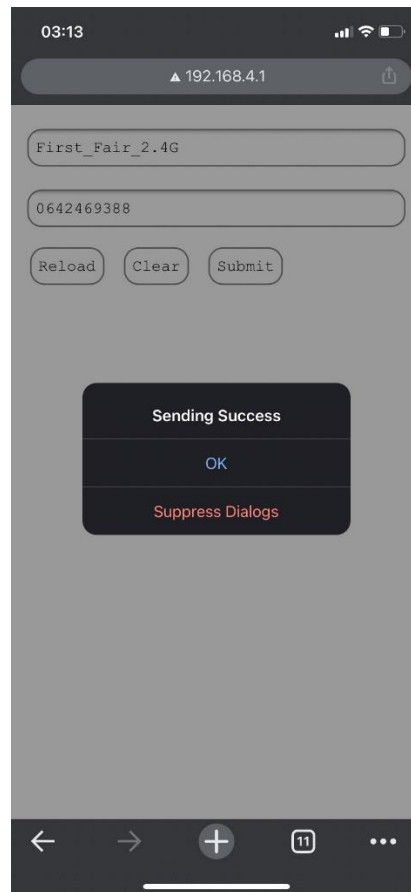 03:13
192.168.4.1
First_Fair_2.4G
0642469388
Reload Clear Submit
Sending Success
OK
Suppress Dialogs
11